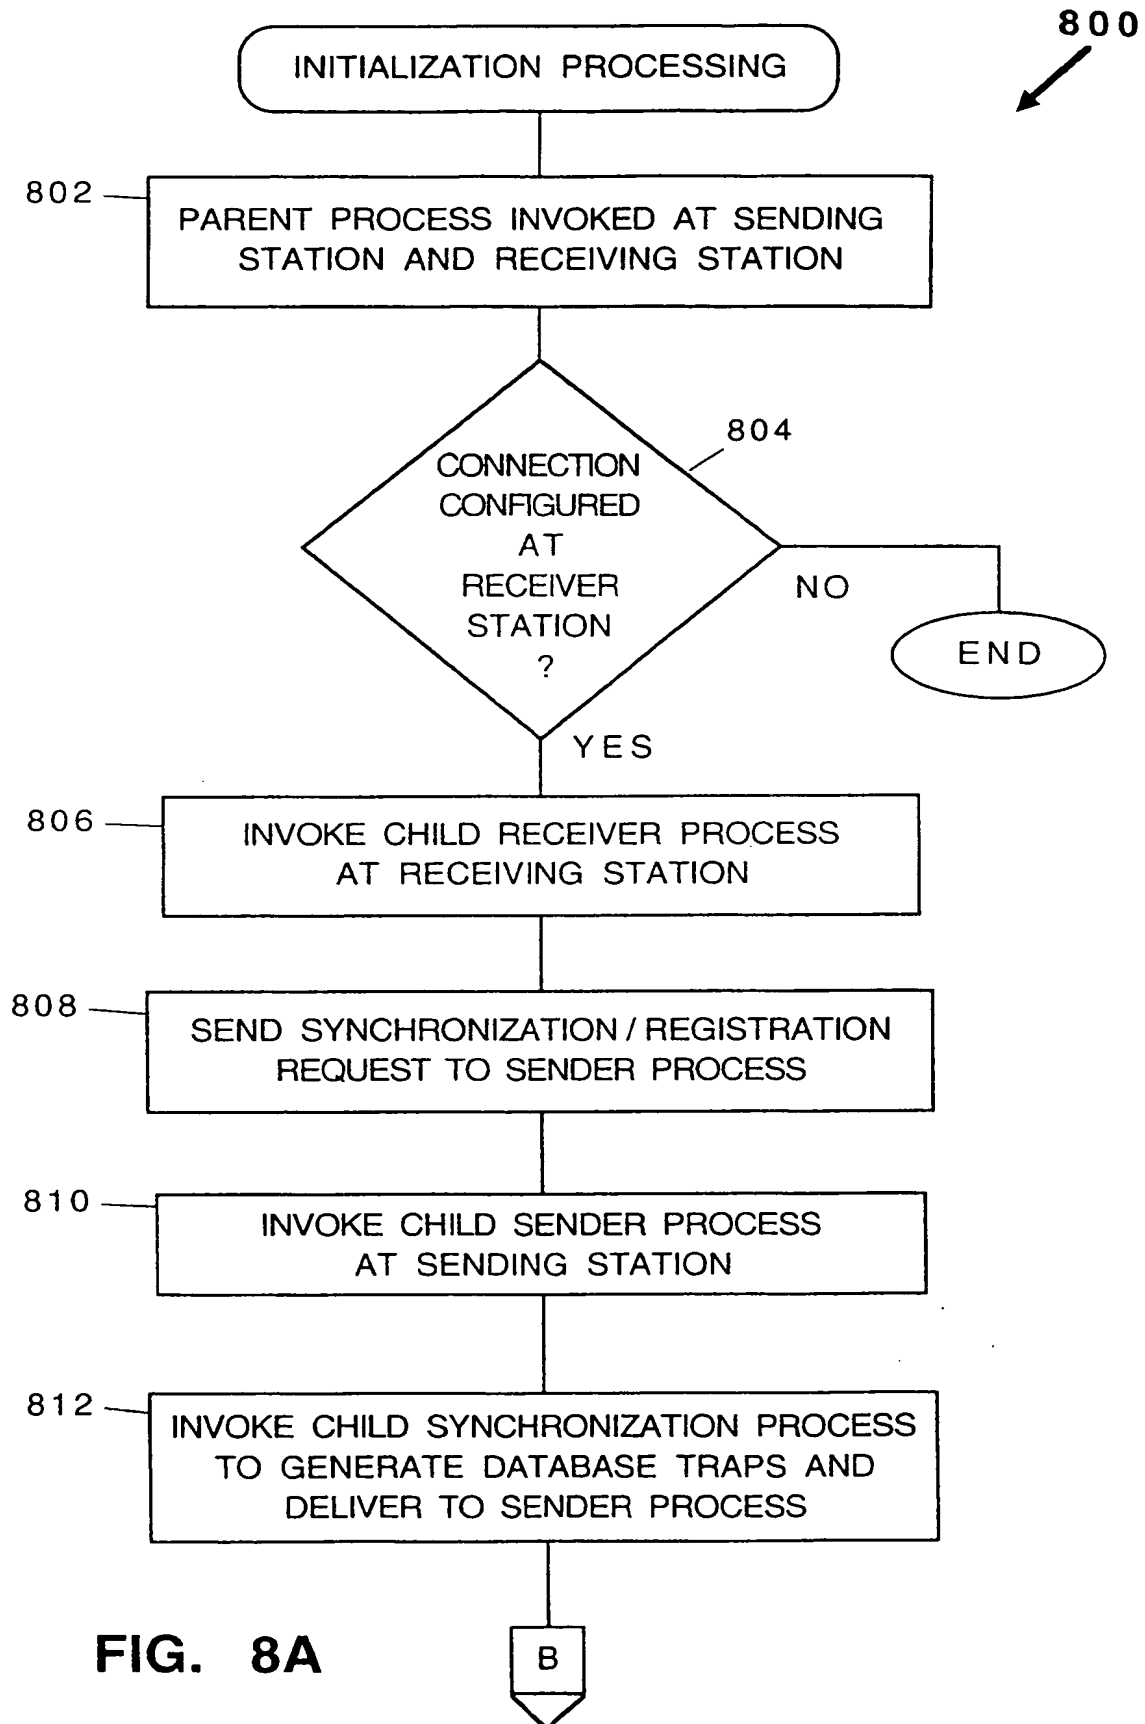 800
INITIALIZATION PROCESSING
802
PARENT PROCESS INVOKED AT SENDING
STATION AND RECEIVING STATION
804
CONNECTION
CONFIGURED
AT
RECEIVER
STATION
?
NO
END
YES
806
INVOKE CHILD RECEIVER PROCESS
AT RECEIVING STATION
808
SEND SYNCHRONIZATION / REGISTRATION
REQUEST TO SENDER PROCESS
810
INVOKE CHILD SENDER PROCESS
AT SENDING STATION
812
INVOKE CHILD SYNCHRONIZATION PROCESS
TO GENERATE DATABASE TRAPS AND
DELIVER TO SENDER PROCESS
B
FIG. 8A